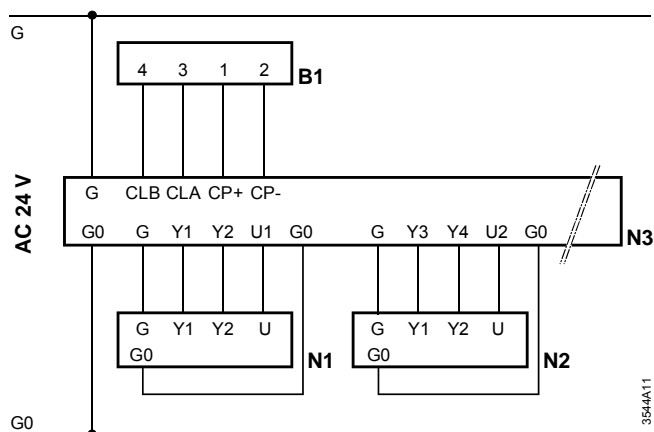 G
4 3 1 2
B1
AC 24 V
G CLB CLA CP+ CP-
G0 G Y1 Y2 U1 G0 G Y3 Y4 U2 G0
N3
G Y1 Y2 U
G0
N1
G Y1 Y2 U
G0
N2
3544A11
G0